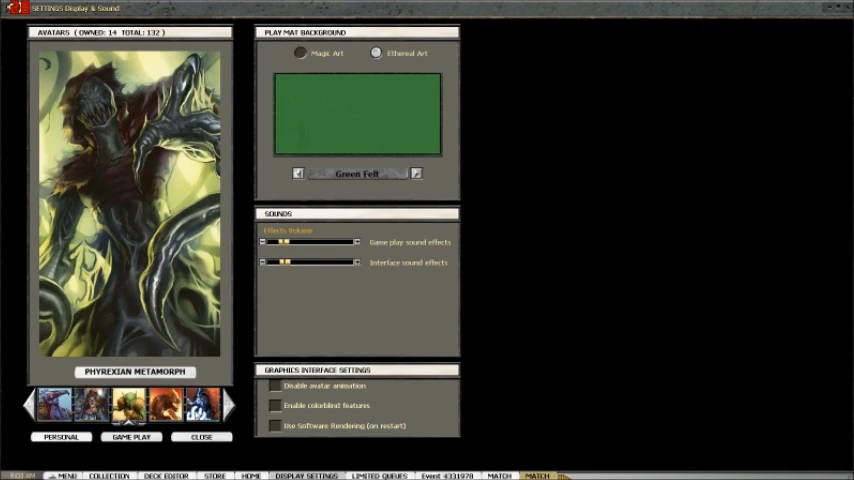 SETTINGS Display & Sound
AVATARS ( OWNED: 14 TOTAL: 132 )
PHYREXIAN METAMORPH
PERSONAL
GAME PLAY
CLOSE
PLAY MAT BACKGROUND
Magic Art
Ethereal Art
Green Felt
SOUNDS
Effects Volume
Game play sound effects
Interface sound effects
GRAPHICS INTERFACE SETTINGS
Disable avatar animation
Enable colorblind features
Use Software Rendering (on restart)
MENU COLLECTION DECK EDITOR STORE HOME DISPLAY SETTINGS LIMITED QUEUES Event 4331978 MATCH MATCH